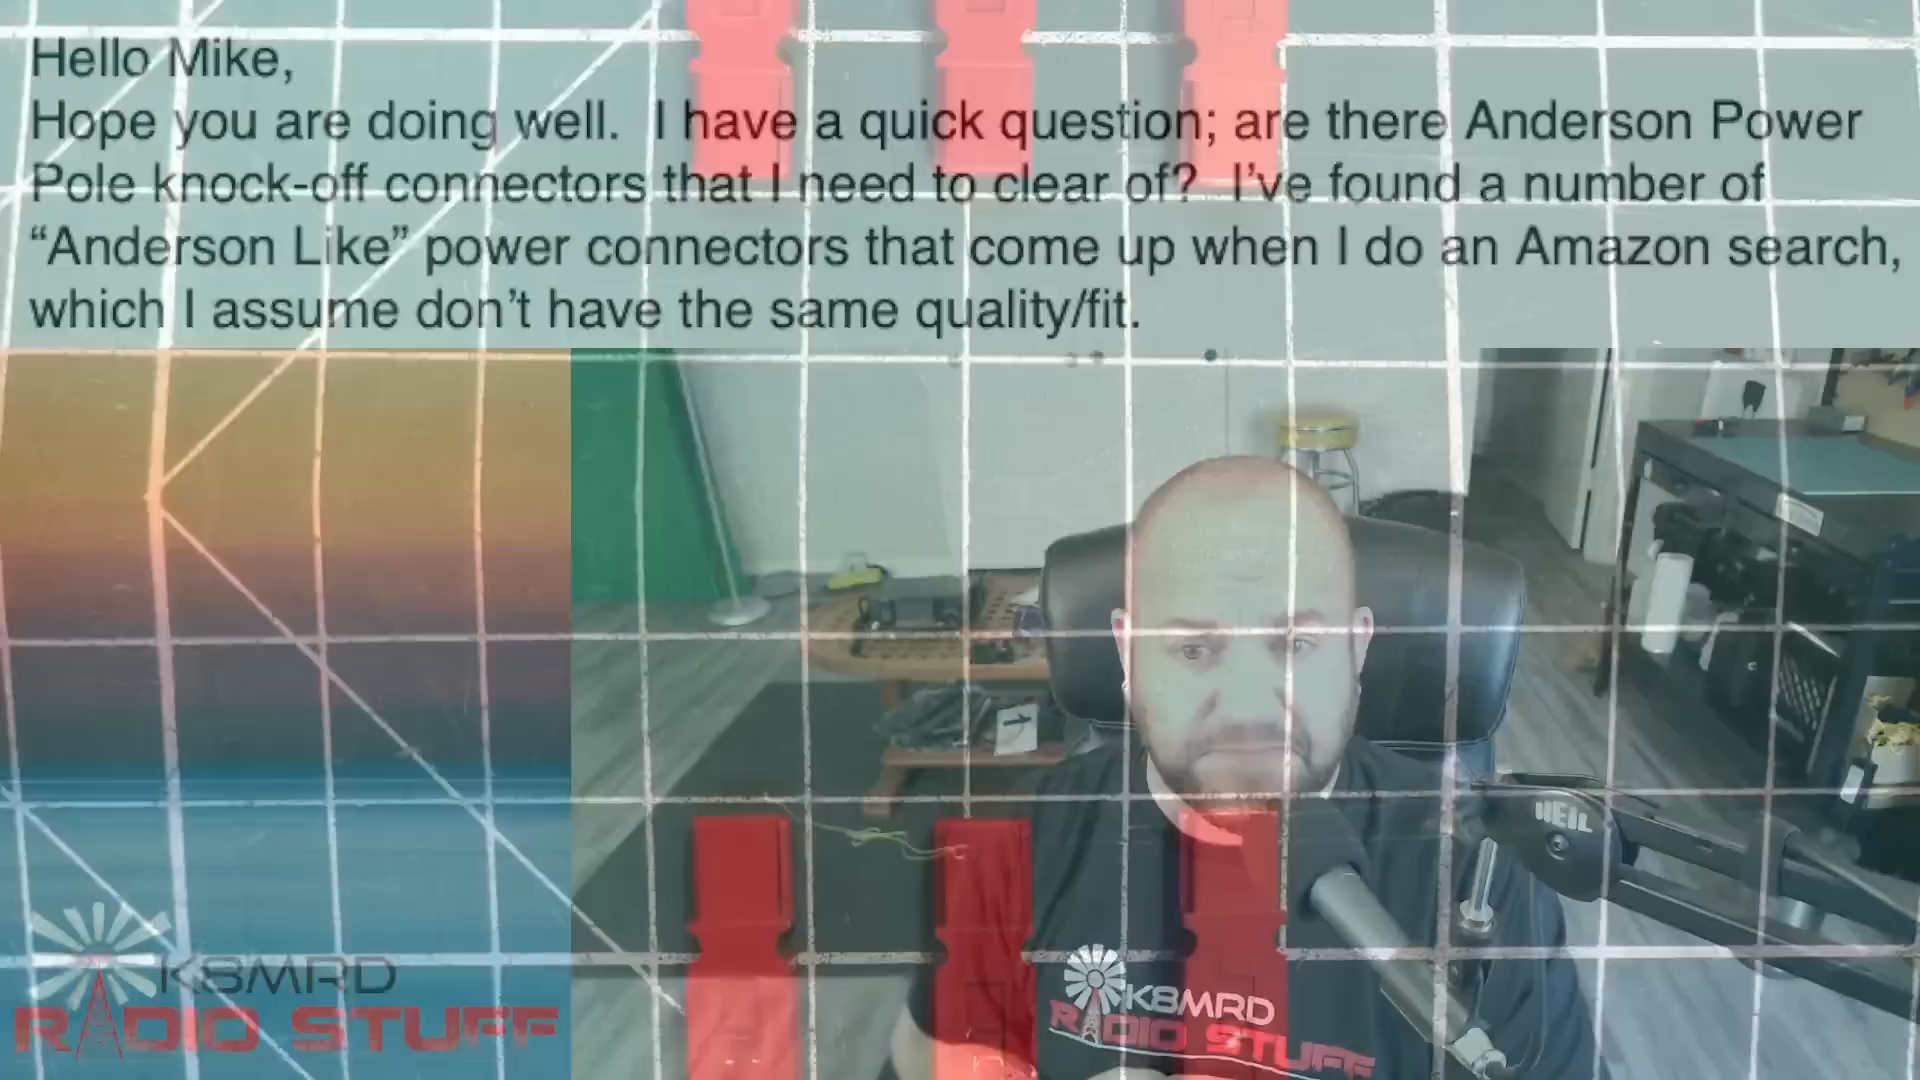 Hello Mike,
Hope you are doing well. I have a quick question; are there Anderson Power
Pole knock-off connectors that I need to clear of? I've found a number of
“Anderson Like” power connectors that come up when I do an Amazon search,
which I assume don't have the same quality/fit.
HEIL
K8MRD
RADIO STUFF
K8MRD
RADIO STUFF